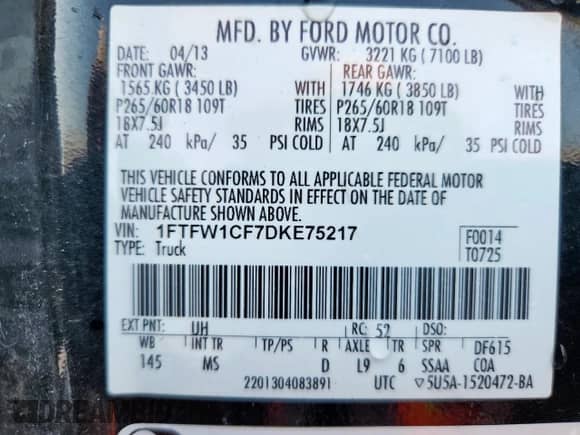 MFD. BY FORD MOTOR CO.
DATE: 04/13 GVWR: 3221 KG ( 7100 LB)
FRONT GAWR: REAR GAWR:
1565 KG ( 3450 LB) WITH 1746 KG ( 3850 LB) WITH
P265/60R18 109T TIRES P265/60R18 109T TIRES
18X7.5J RIMS 18X7.5J RIMS
AT 240 kPa/ 35 PSI COLD AT 240 kPa/ 35 PSI COLD
THIS VEHICLE CONFORMS TO ALL APPLICABLE FEDERAL MOTOR
VEHICLE SAFETY STANDARDS IN EFFECT ON THE DATE OF
MANUFACTURE SHOWN ABOVE.
VIN: 1FTFW1CF7DKE75217 F0014
TYPE: Truck T0725
EXT PNT: UH RC: 52 DSO:
WB INT TR TP/PS R AXLE TR SPR DF615
145 MS D L9 6 SSAA COA
2201304083891 UTC ▽5U5A-1520472-BA